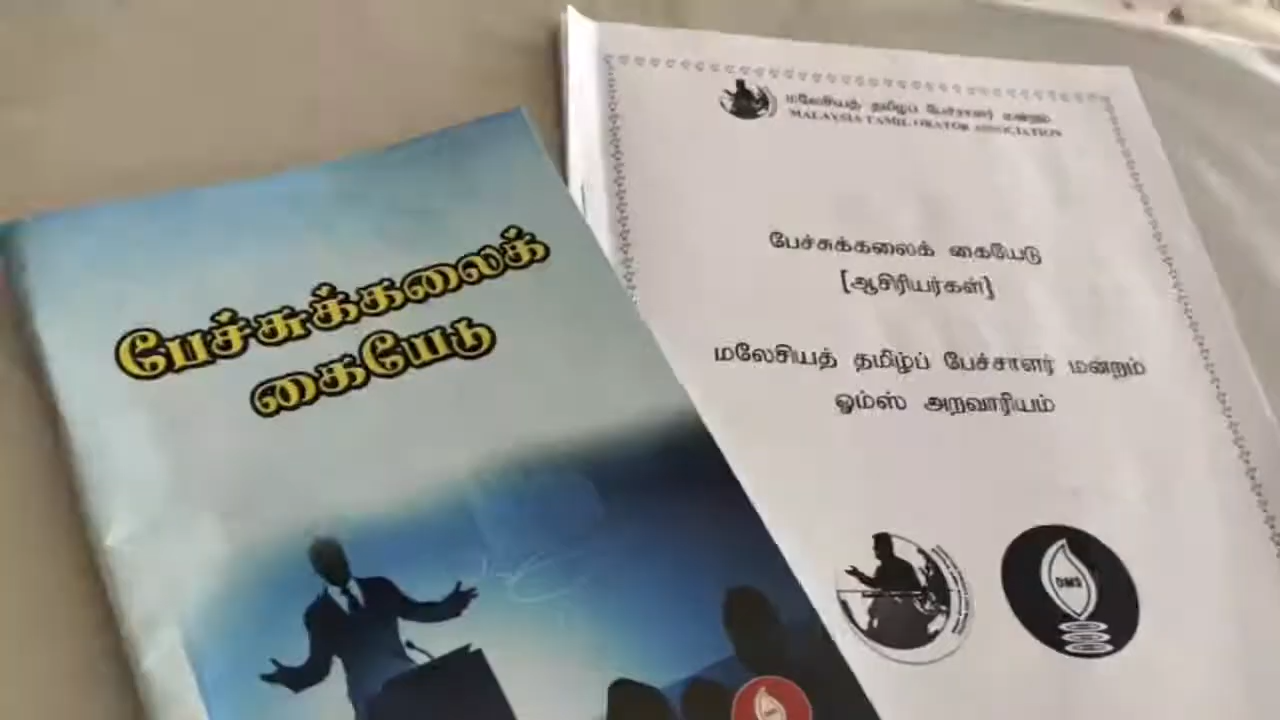 பேச்சுக்கலைக்
கையேடு
மலேசியத் தமிழ்ப் பேச்சாளர் மன்றம்
MALAYSIA TAMIL ORATOR ASSOCIATION
பேச்சுக்கலைக் கையேடு
[ஆசிரியர்கள்]
மலேசியத் தமிழ்ப் பேச்சாளர் மன்றம்
ஓம்ஸ் அறவாரியம்
OMS